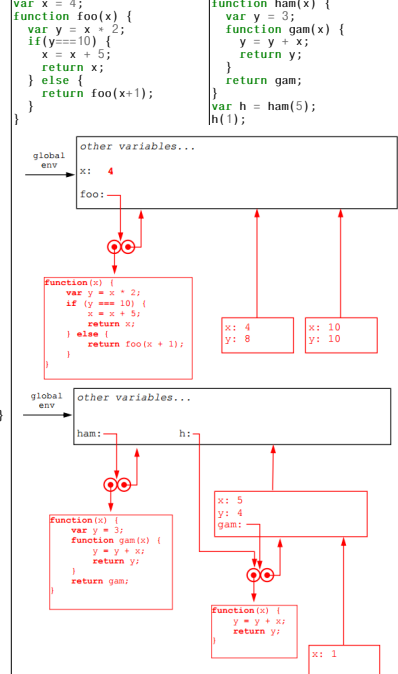 var x = 4;
function foo(x) {
var y = x * 2;
if(y===10) {
x = x + 5;
return x;
} else {
return foo(x+1);
}
}
function ham(x) {
var y = 3;
function gam(x) {
y = y + x;
return y;
}
return gam;
}
var h = ham(5);
h(1);
global
env
other variables...
x: 4
foo:
function(x) {
var y = x * 2;
if (y === 10) {
x = x + 5;
return x;
} else {
return foo(x + 1);
}
}
x: 4
y: 8
x: 10
y: 10
}
global
env
other variables...
ham:
h:
function(x) {
var y = 3;
function gam(x) {
y = y + x;
return y;
}
return gam;
}
x: 5
y: 4
gam:
function(x) {
y = y + x;
return y;
}
x: 1